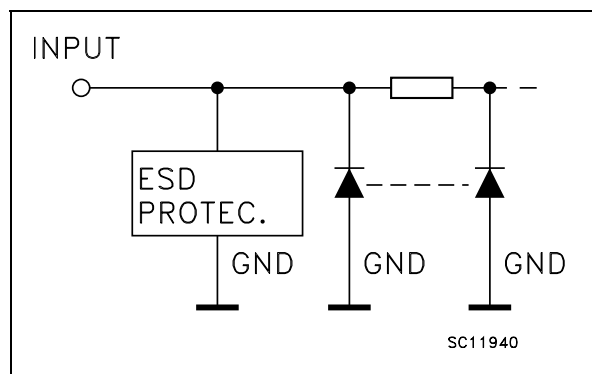 INPUT
ESD
PROTEC.
GND
GND
GND
SC11940